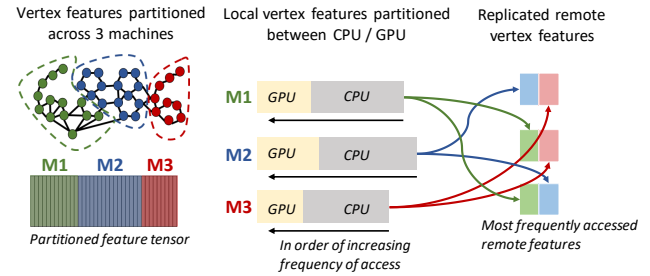 Vertex features partitioned
across 3 machines
M1 M2 M3
Partitioned feature tensor
Local vertex features partitioned
between CPU / GPU
M1 GPU CPU
M2 GPU CPU
M3 GPU CPU
In order of increasing
frequency of access
Replicated remote
vertex features
Most frequently accessed
remote features